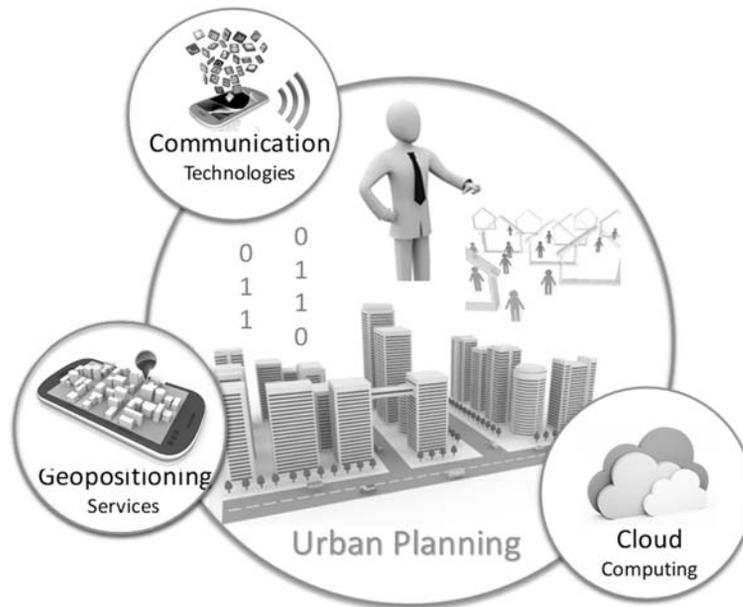 Communication
Technologies
0
1
1
0
1
1
0
Geopositioning
Services
Urban Planning
Cloud
Computing